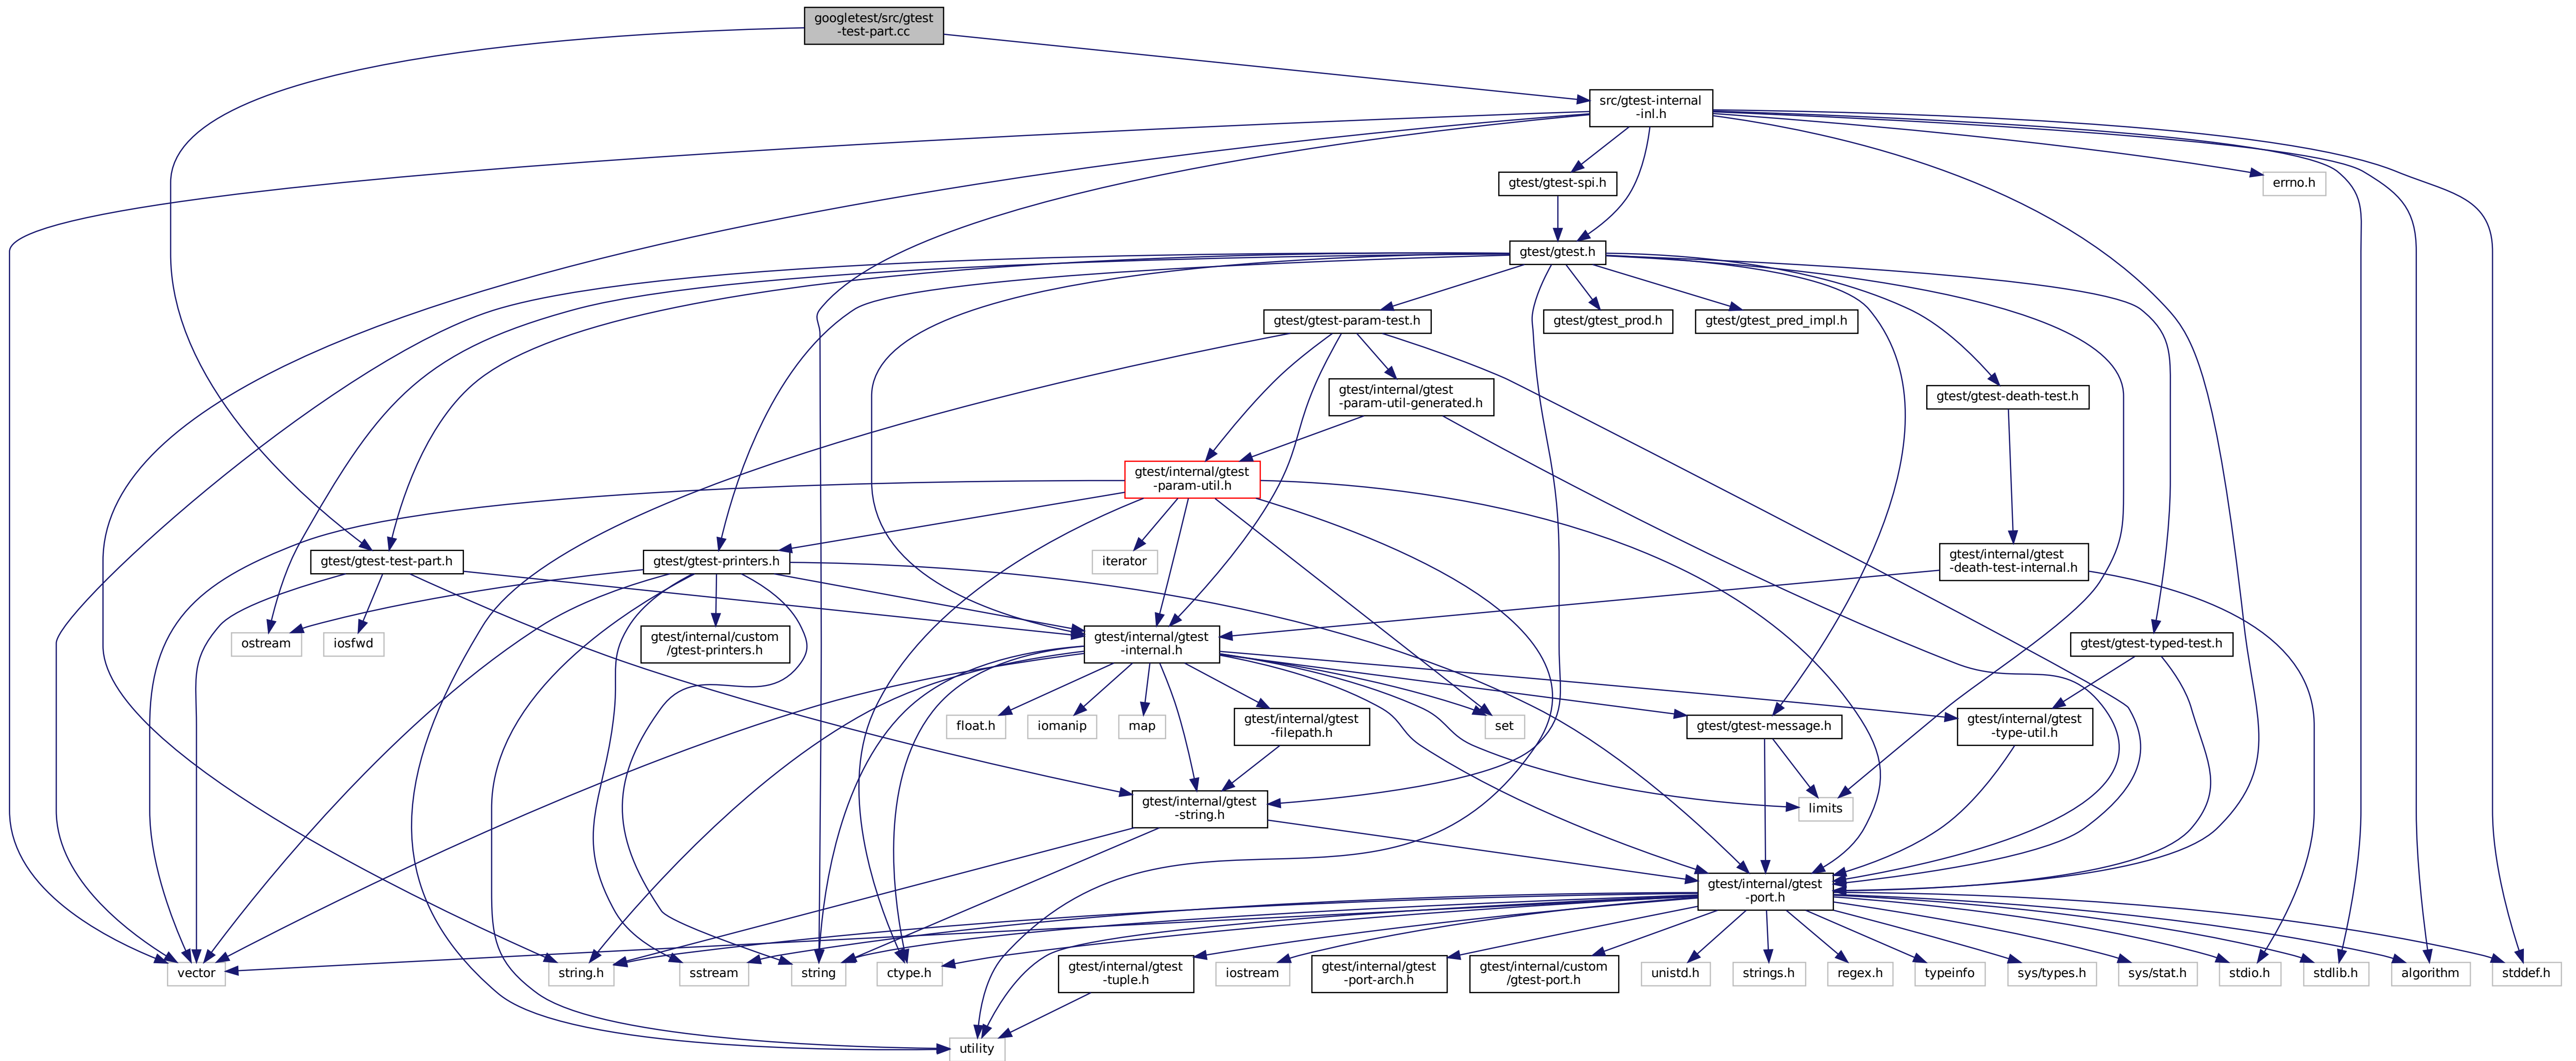 googletest/src/gtest
-test-part.cc
src/gtest-internal
-inl.h
gtest/gtest-spi.h
errno.h
gtest/gtest.h
gtest/gtest-param-test.h
gtest/gtest_prod.h
gtest/gtest_pred_impl.h
gtest/internal/gtest
-param-util-generated.h
gtest/gtest-death-test.h
gtest/internal/gtest
-param-util.h
gtest/gtest-test-part.h
gtest/gtest-printers.h
iterator
gtest/internal/gtest
-death-test-internal.h
ostream
iosfwd
gtest/internal/custom
/gtest-printers.h
gtest/internal/gtest
-internal.h
gtest/gtest-typed-test.h
float.h
iomanip
map
gtest/internal/gtest
-filepath.h
set
gtest/gtest-message.h
gtest/internal/gtest
-type-util.h
gtest/internal/gtest
-string.h
limits
gtest/internal/gtest
-port.h
vector
string.h
sstream
string
ctype.h
gtest/internal/gtest
-tuple.h
iostream
gtest/internal/gtest
-port-arch.h
gtest/internal/custom
/gtest-port.h
unistd.h
strings.h
regex.h
typeinfo
sys/types.h
sys/stat.h
stdio.h
stdlib.h
algorithm
stddef.h
utility